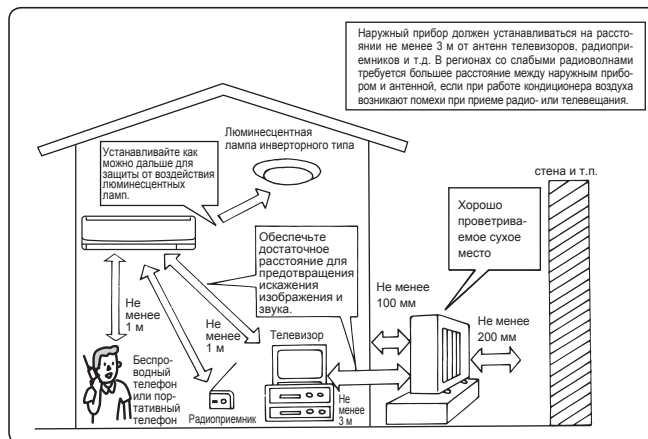 Наружный прибор должен устанавливаться на рассто-
янии не менее 3 м от антенн телевизоров, радиопри-
емников и т.д. В регионах со слабыми радиоволнами
требуется большее расстояние между наружным прибо-
ром и антенной, если при работе кондиционера воздуха
возникают помехи при приеме радио- или телевещания.
Люминесцентная
лампа инверторного типа
Устанавливайте как
можно дальше для
защиты от воздействия
люминесцентных
ламп.
стена и т.п.
Хорошо
проветрива-
емое сухое
место
Обеспечьте
достаточное
расстояние для
предотвращения
искажения
изображения и
звука.
Не менее
100 мм
Не менее
200 мм
Не
менее
1 м
Не
менее
1 м
Телевизор
Беспро-
водный
телефон
или пор-
тативный
телефон
Радиоприемник
Не
менее
3 м